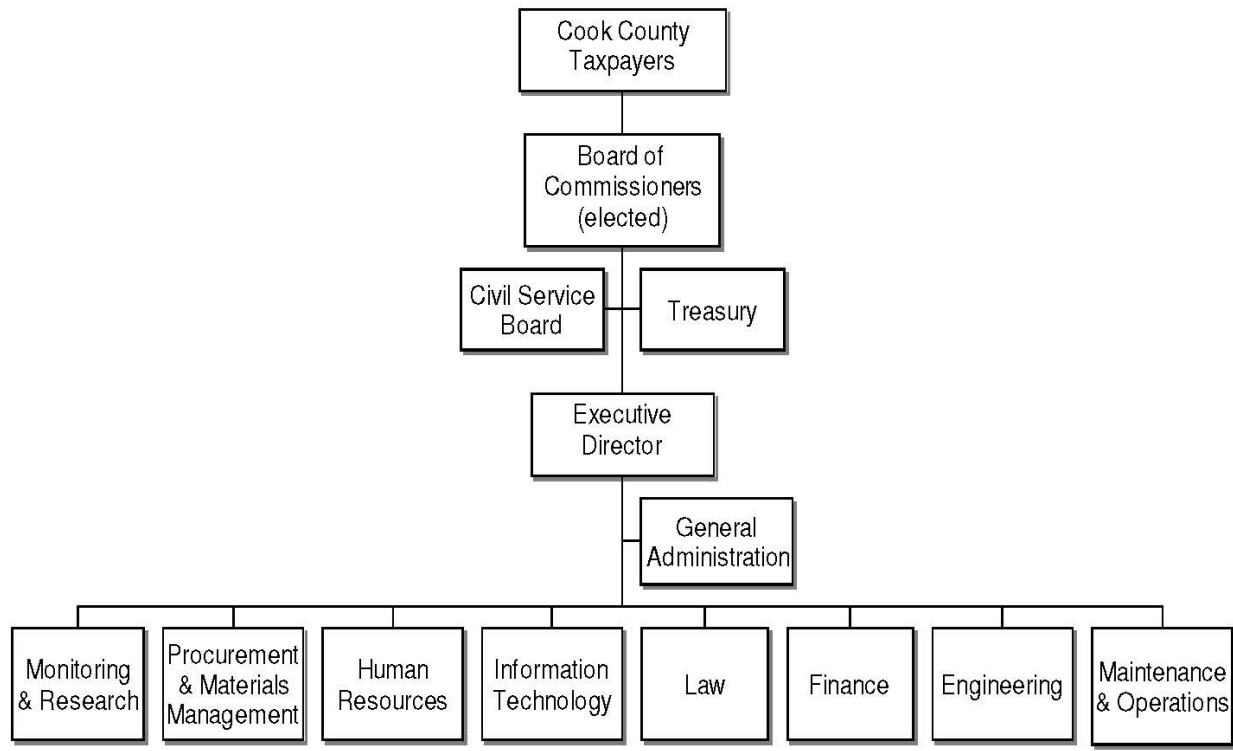 Cook County
Taxpayers
Board of
Commissioners
(elected)
Civil Service
Board
Treasury
Executive
Director
General
Administration
Monitoring
& Research
Procurement
& Materials
Management
Human
Resources
Information
Technology
Law
Finance
Engineering
Maintenance
& Operations